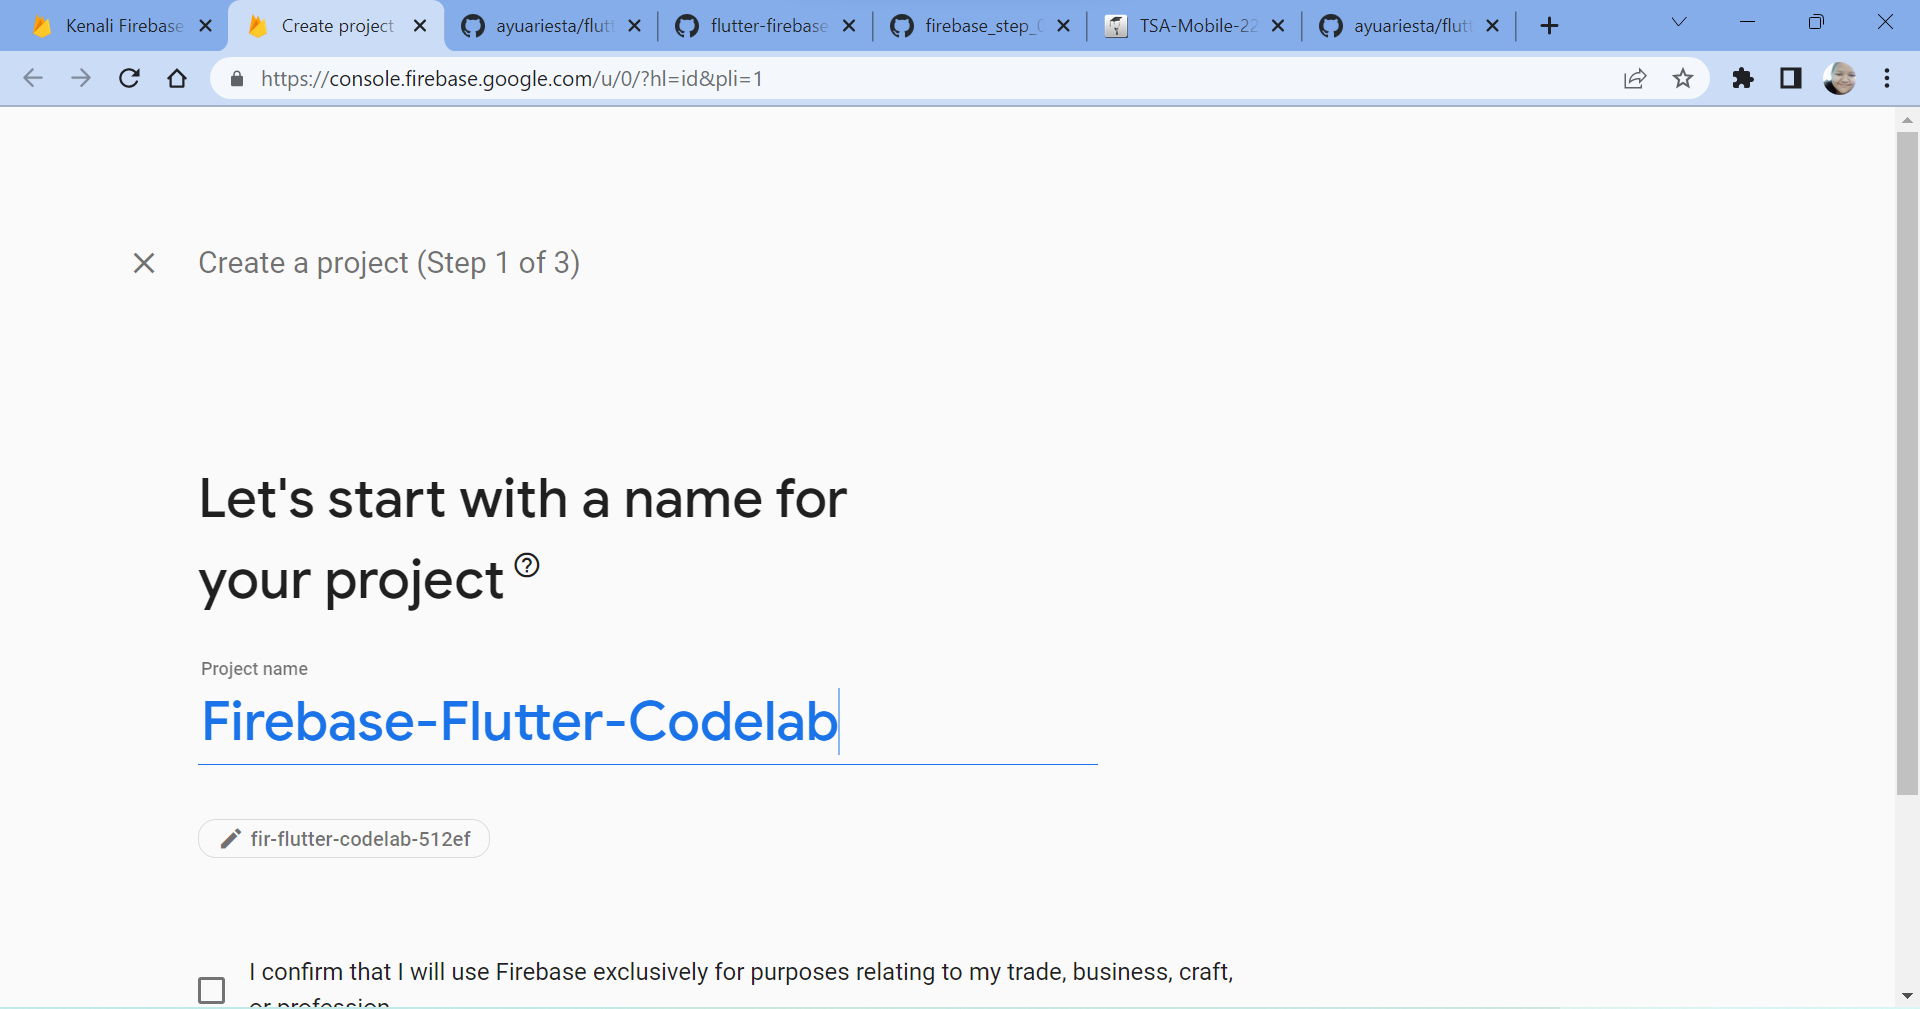 Kenali Firebase
Create project
ayuariesta/flutt
flutter-firebase
firebase_step_0
TSA-Mobile-22
ayuariesta/flutt
https://console.firebase.google.com/u/0/?hl=id&pli=1
Create a project (Step 1 of 3)
Let's start with a name for
your project
Project name
Firebase-Flutter-Codelab
fir-flutter-codelab-512ef
I confirm that I will use Firebase exclusively for purposes relating to my trade, business, craft,
or profession